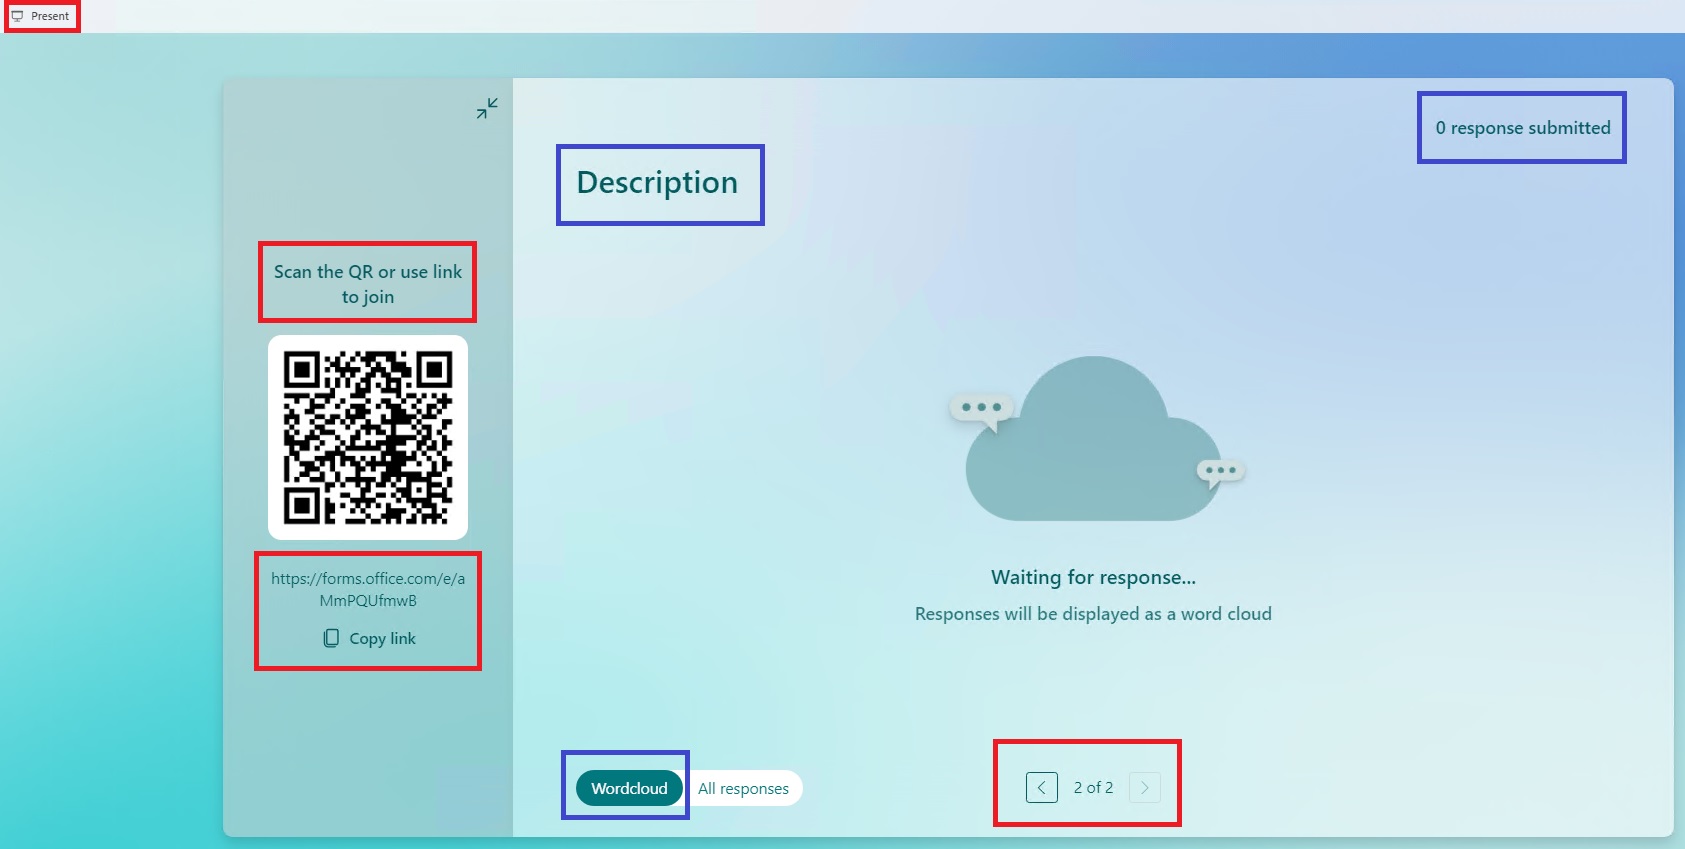 Present
0 response submitted
Description
Scan the QR or use link
to join
https://forms.office.com/e/a
MmPQUfmwB
Copy link
Waiting for response...
Responses will be displayed as a word cloud
Wordcloud
All responses
2 of 2